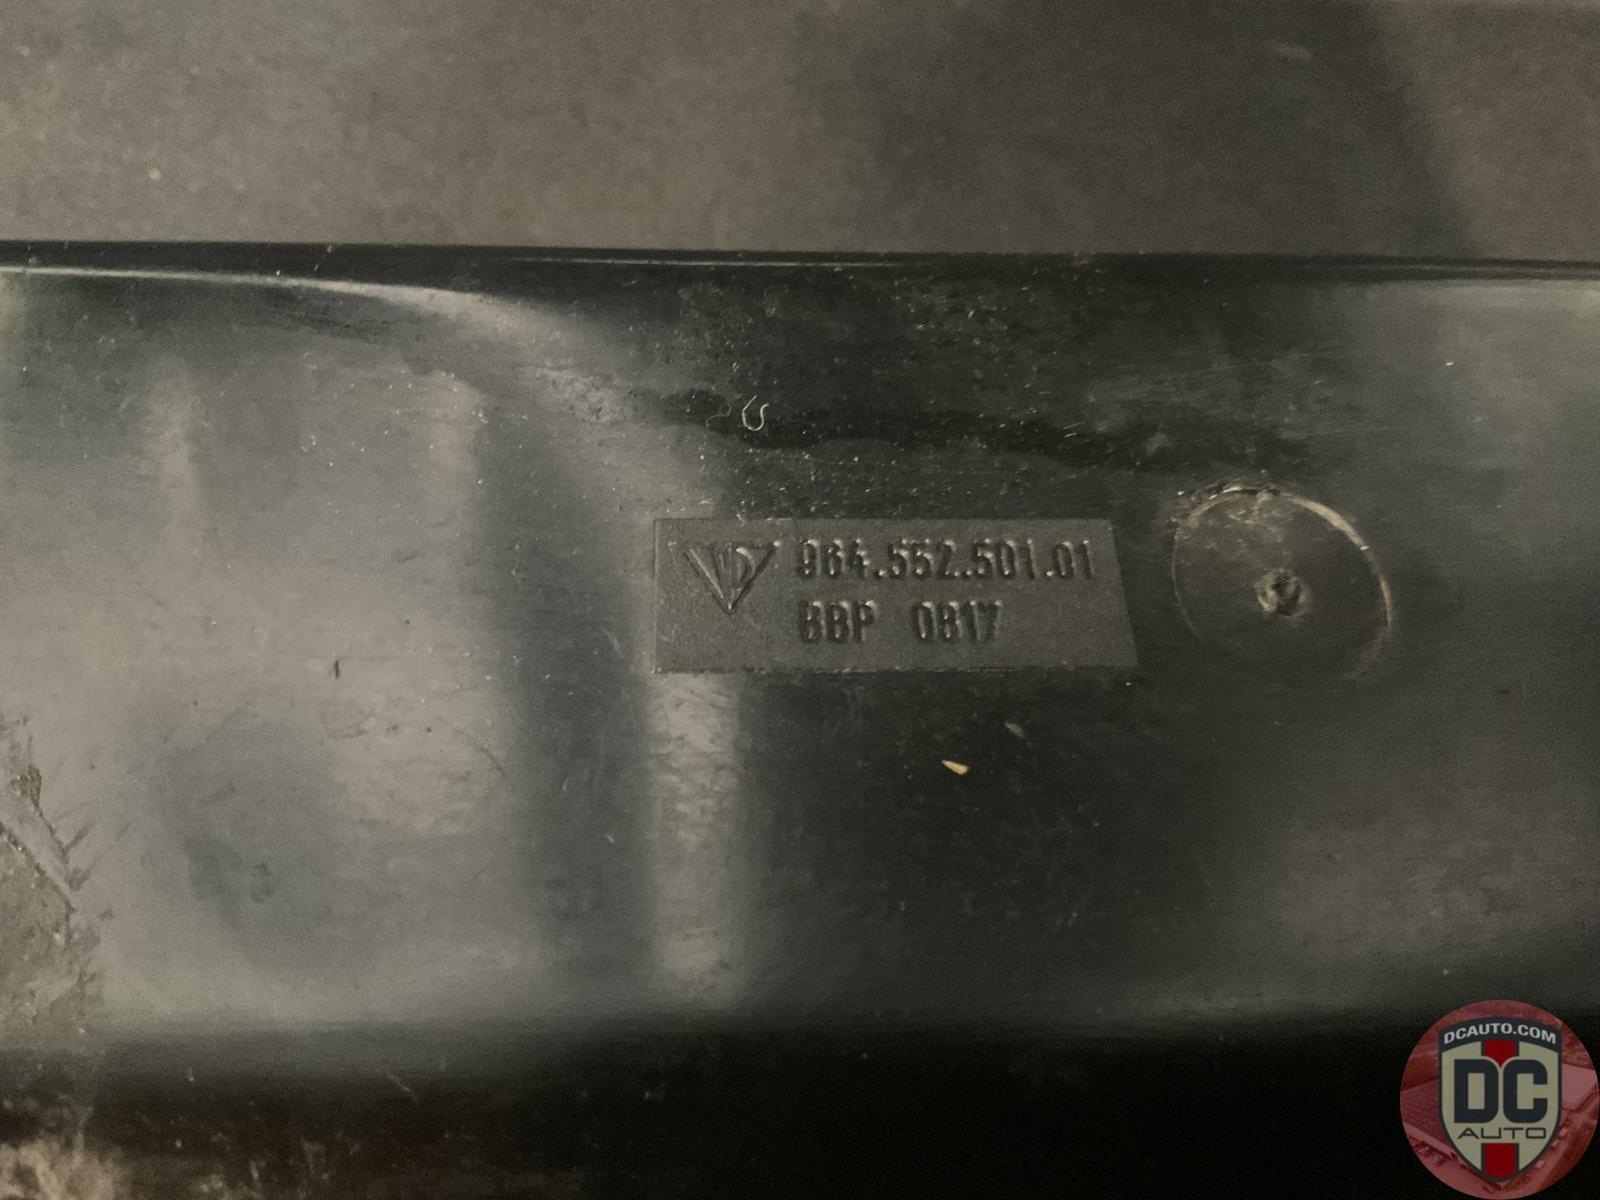 964.552.501.01
BBP 0817
DCAUTO.COM
DC
AUTO